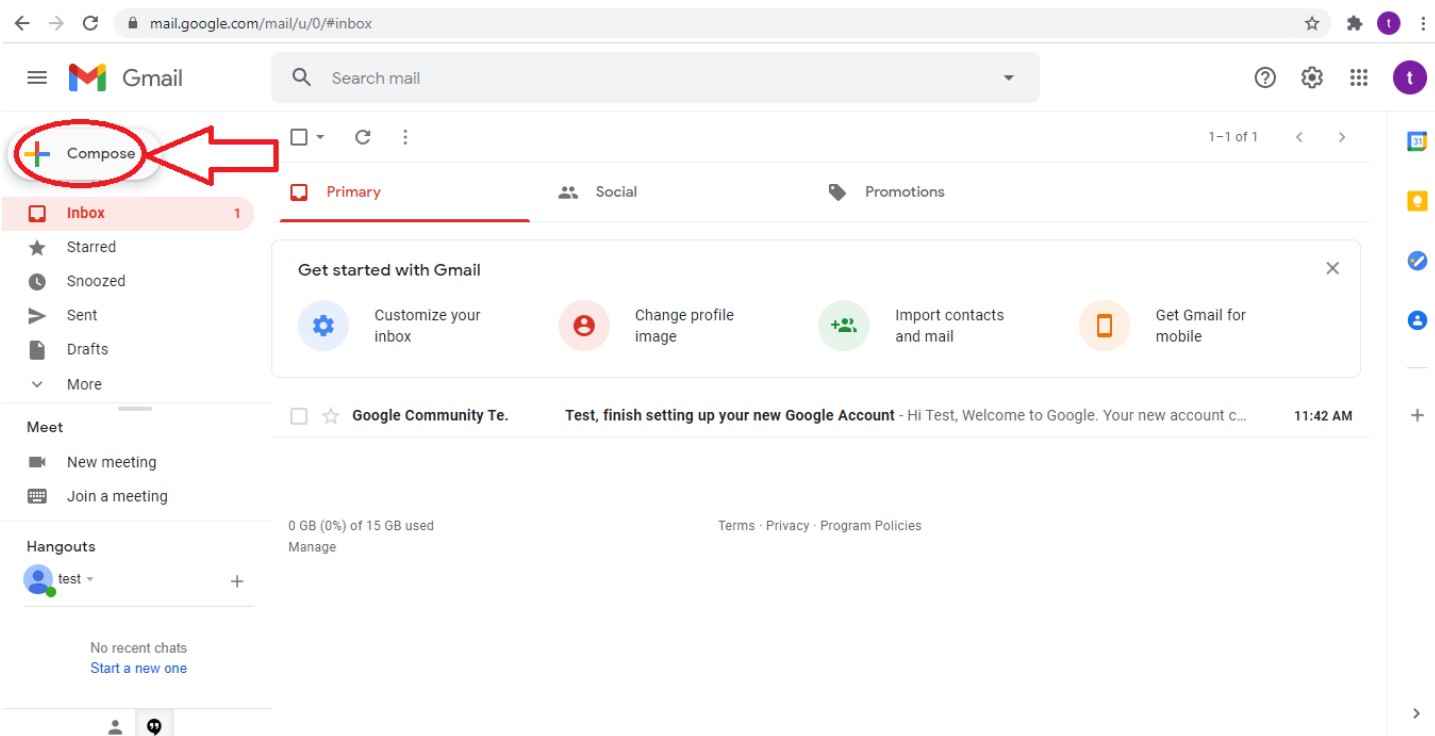 mail.google.com/mail/u/0/#inbox
t
Gmail
Search mail
t
Compose
1–1 of 1
31
Primary
Social
Promotions
Inbox 1
Starred
Snoozed
Sent
Drafts
More
Get started with Gmail
Customize your
inbox
Change profile
image
Import contacts
and mail
Get Gmail for
mobile
Google Community Te. Test, finish setting up your new Google Account - Hi Test, Welcome to Google. Your new account c... 11:42 AM
Meet
New meeting
Join a meeting
0 GB (0%) of 15 GB used
Manage
Terms · Privacy · Program Policies
Hangouts
test
No recent chats
Start a new one